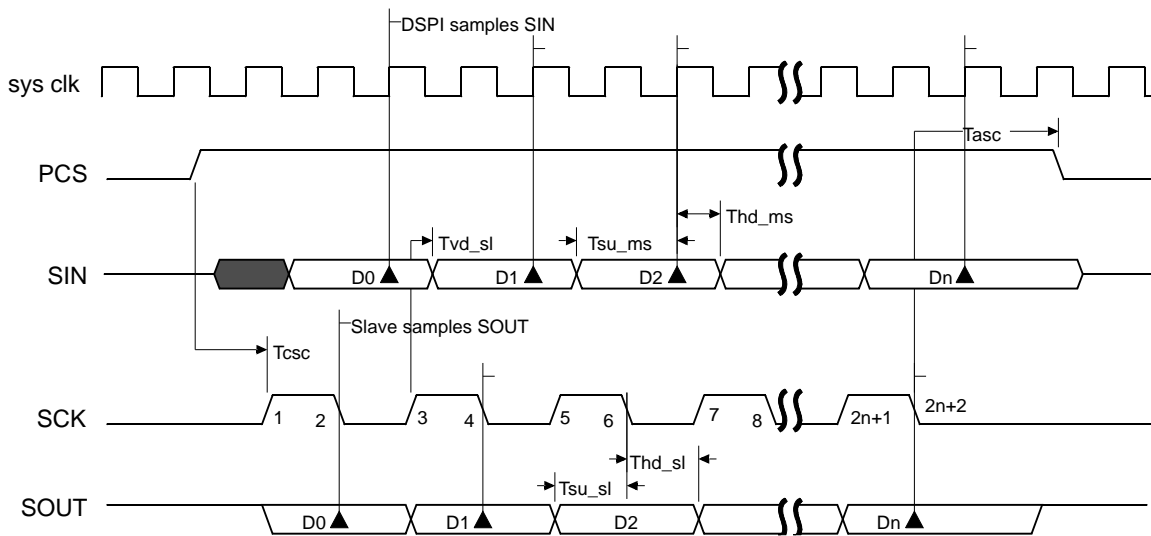 DSPI samples SIN
sys clk
Tasc
PCS
Thd_ms
Tvd_sl
Tsu_ms
SIN
D0
D1
D2
Dn
Slave samples SOUT
Tcsc
SCK
1
2
3
4
5
6
7
8
2n+1
2n+2
Thd_sl
Tsu_sl
SOUT
D0
D1
D2
Dn